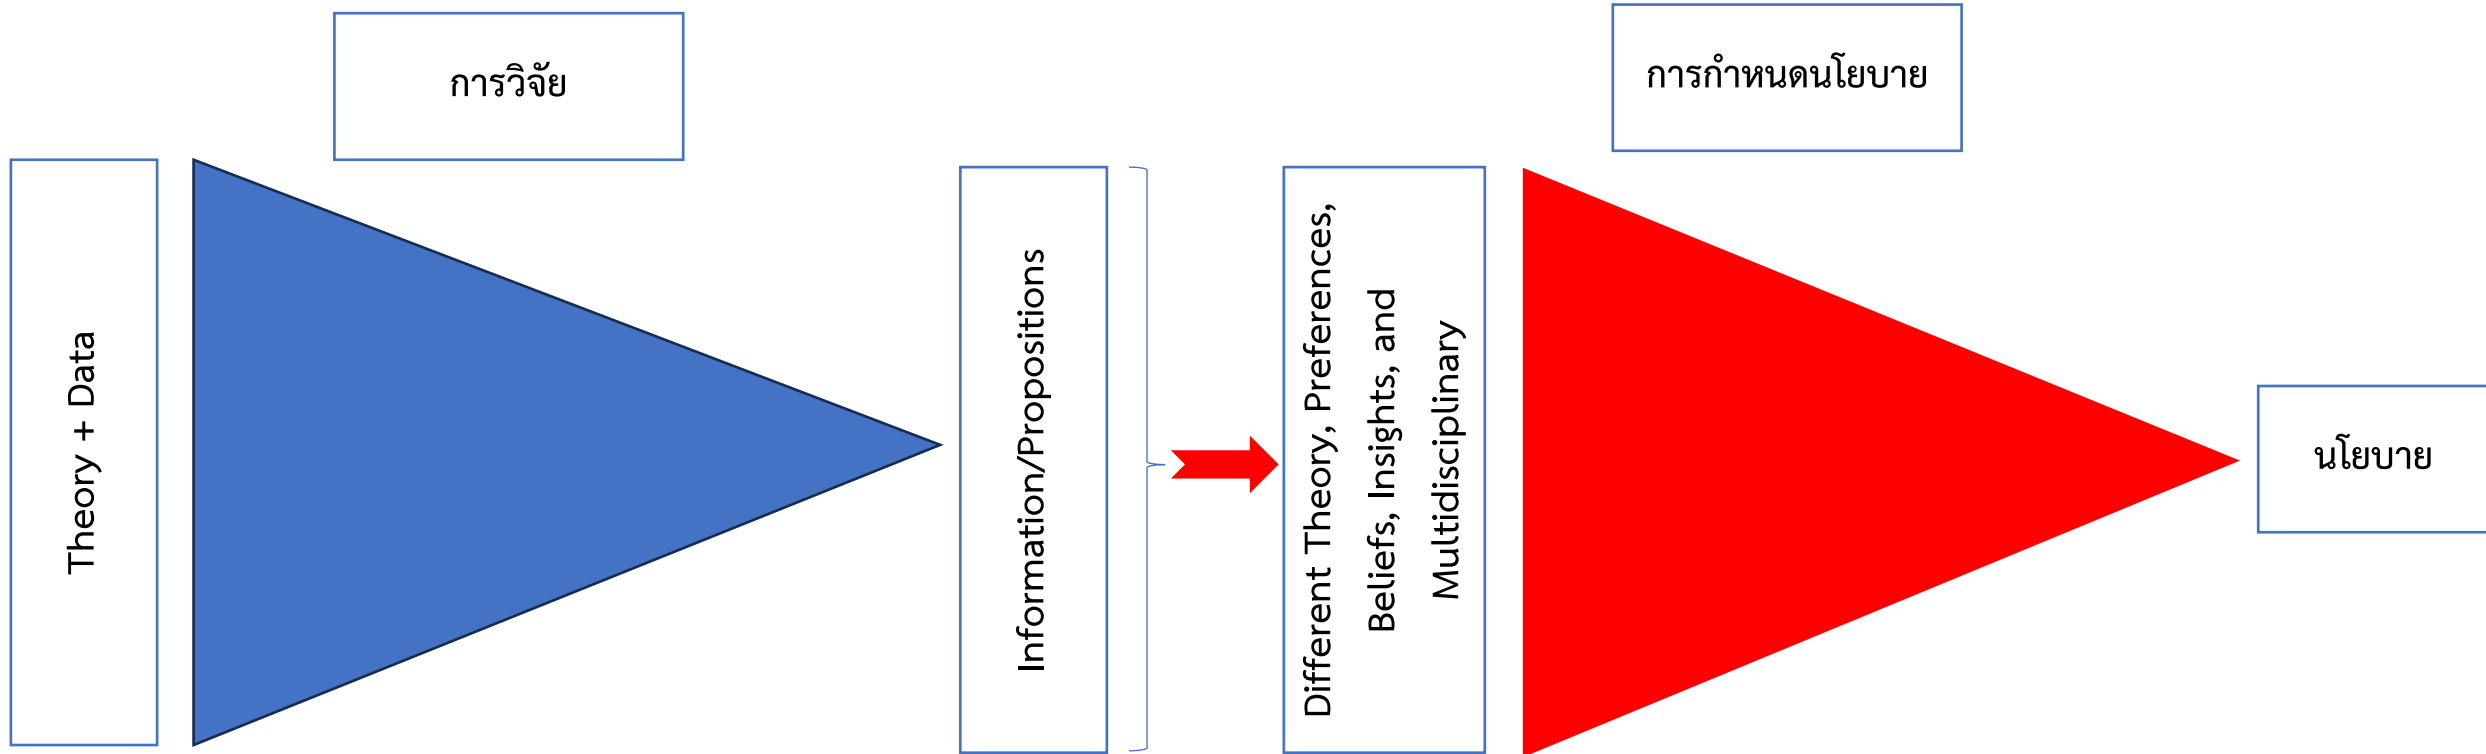 การวิจัย
การกำหนดนโยบาย
Theory + Data
Information/Propositions
Different Theory, Preferences,
Beliefs, Insights, and
Multidisciplinary
นโยบาย